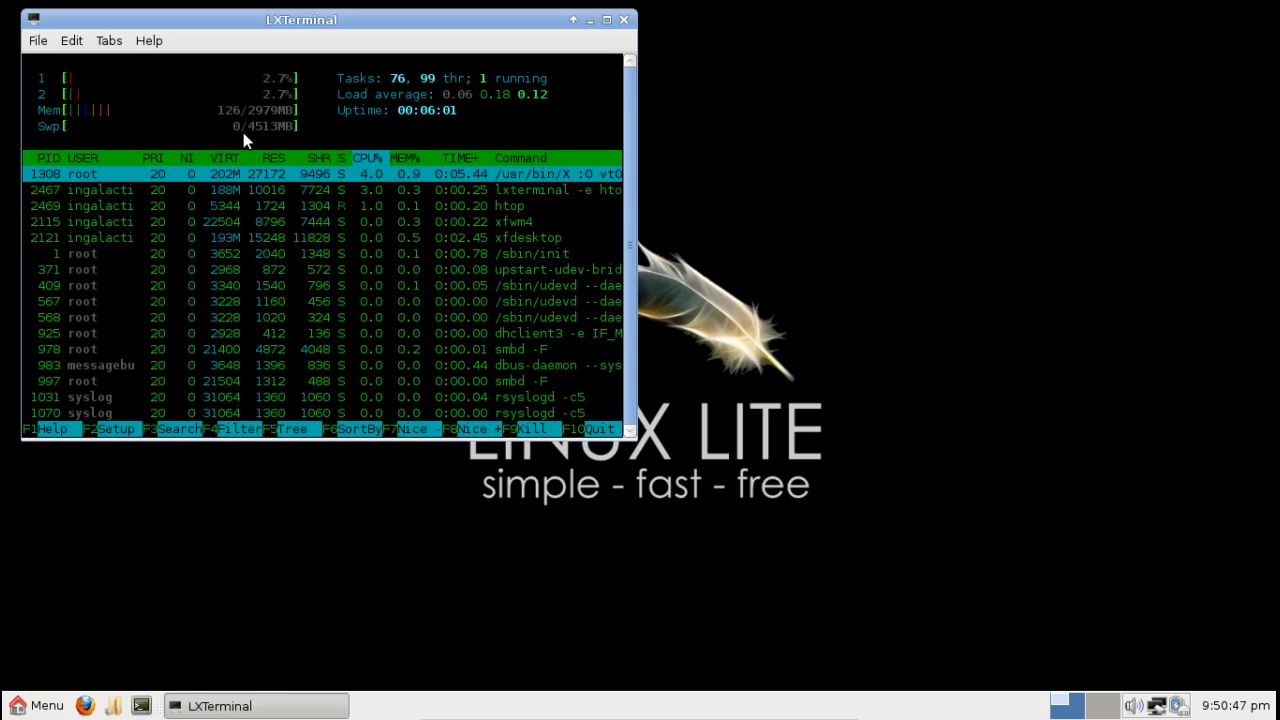 LXTerminal
File Edit Tabs Help
1 [| 2.7%] Tasks: 76, 99 thr; 1 running
2 [|| 2.7%] Load average: 0.06 0.18 0.12
Mem[|||||||| 126/2979MB] Uptime: 00:06:01
Swp[ 0/4513MB]
PID USER PRI NI VIRT RES SHR S CPU% MEM% TIME+ Command
1308 root 20 0 202M 27172 9496 S 4.0 0.9 0:05.44 /usr/bin/X :0 vt0
2467 ingalacti 20 0 188M 10016 7724 S 3.0 0.3 0:00.25 lxterminal -e hto
2469 ingalacti 20 0 5344 1724 1304 R 1.0 0.1 0:00.20 htop
2115 ingalacti 20 0 22504 8796 7444 S 0.0 0.3 0:00.22 xfwm4
2121 ingalacti 20 0 193M 15248 11828 S 0.0 0.5 0:02.45 xfdesktop
1 root 20 0 3652 2040 1348 S 0.0 0.1 0:00.78 /sbin/init
371 root 20 0 2968 872 572 S 0.0 0.0 0:00.08 upstart-udev-brid
409 root 20 0 3340 1540 796 S 0.0 0.1 0:00.05 /sbin/udevd --dae
567 root 20 0 3228 1160 456 S 0.0 0.0 0:00.00 /sbin/udevd --dae
568 root 20 0 3228 1020 324 S 0.0 0.0 0:00.00 /sbin/udevd --dae
925 root 20 0 2928 412 136 S 0.0 0.0 0:00.00 dhclient3 -e IF_M
978 root 20 0 21400 4872 4048 S 0.0 0.2 0:00.01 smbd -F
983 messagebu 20 0 3648 1396 836 S 0.0 0.0 0:00.44 dbus-daemon --sys
997 root 20 0 21504 1312 488 S 0.0 0.0 0:00.00 smbd -F
1031 syslog 20 0 31064 1360 1060 S 0.0 0.0 0:00.04 rsyslogd -c5
1070 syslog 20 0 31064 1360 1060 S 0.0 0.0 0:00.00 rsyslogd -c5
F1Help F2Setup F3SearchF4FilterF5Tree F6SortByF7Nice -F8Nice +F9Kill F10Quit
LINUX LITE
simple - fast - free
Menu LXTerminal 9:50:47 pm